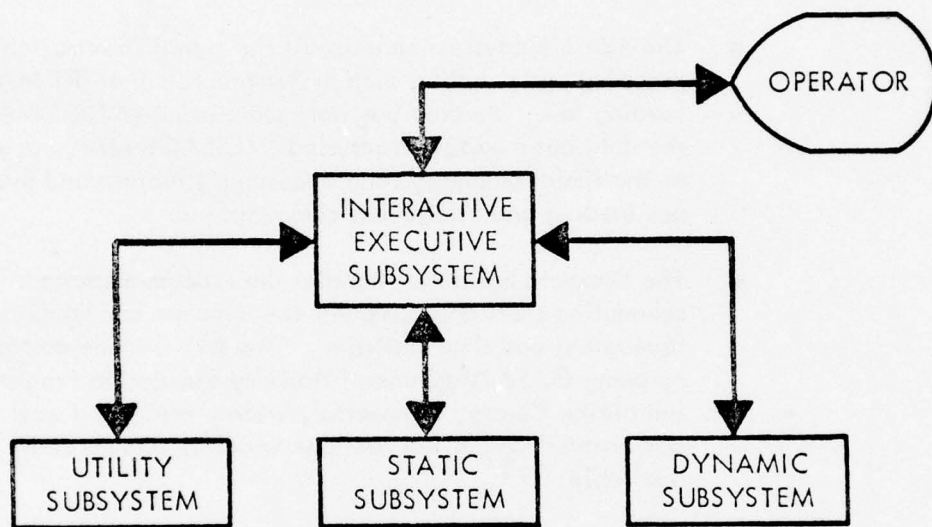 OPERATOR
INTERACTIVE
EXECUTIVE
SUBSYSTEM
UTILITY
SUBSYSTEM
STATIC
SUBSYSTEM
DYNAMIC
SUBSYSTEM